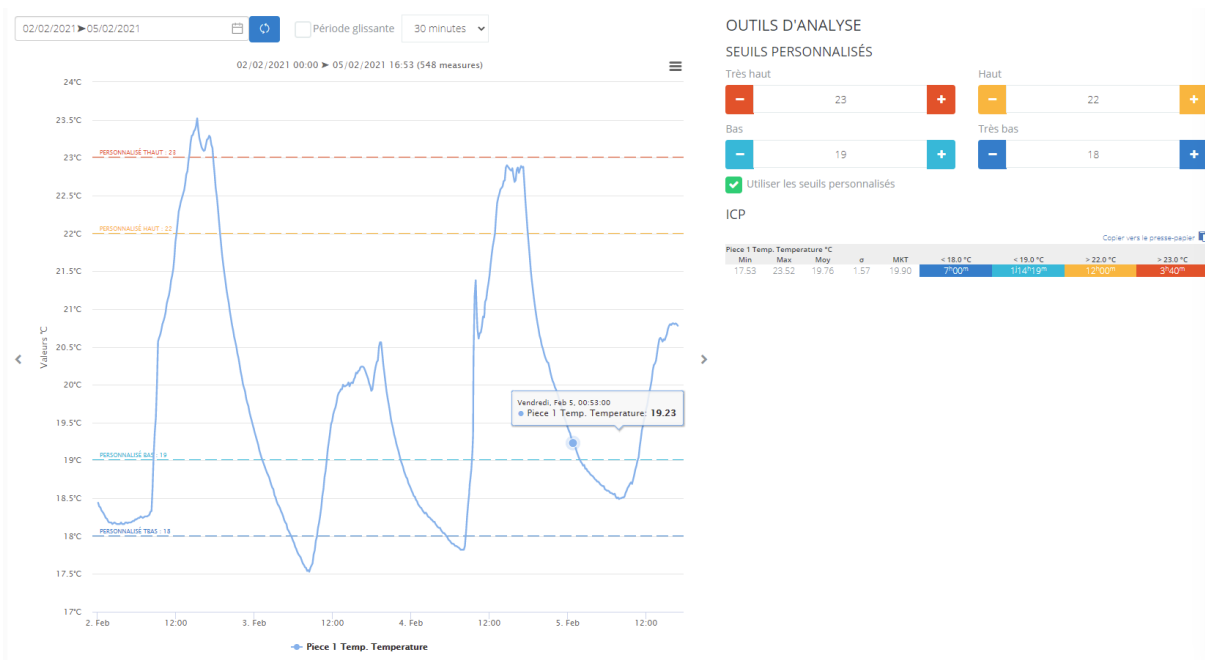 02/02/2021➤05/02/2021
Période glissante
30 minutes
02/02/2021 00:00 ➤ 05/02/2021 16:53 (548 measures)
24°C
23.5°C
23°C
22.5°C
22°C
21.5°C
21°C
20.5°C
20°C
19.5°C
19°C
18.5°C
18°C
17.5°C
17°C
Valeurs °C
PERSONNALISÉ THAUT : 23
PERSONNALISÉ HAUT : 22
PERSONNALISÉ BAS : 19
PERSONNALISÉ TBAS : 18
Vendredi, Feb 5, 00:53:00
Piece 1 Temp. Temperature: 19.23
2. Feb 12:00 3. Feb 12:00 4. Feb 12:00 5. Feb 12:00
Piece 1 Temp. Temperature
OUTILS D'ANALYSE
SEUILS PERSONNALISÉS
Très haut Haut
− 23 + − 22 +
Bas Très bas
− 19 + − 18 +
Utiliser les seuils personnalisés
ICP
Copier vers le presse-papier
Piece 1 Temp. Temperature °C
Min Max Moy σ MKT < 18.0 °C < 19.0 °C > 22.0 °C > 23.0 °C
17.53 23.52 19.76 1.57 19.90 7h00m 1j14h19m 12h00m 3h40m